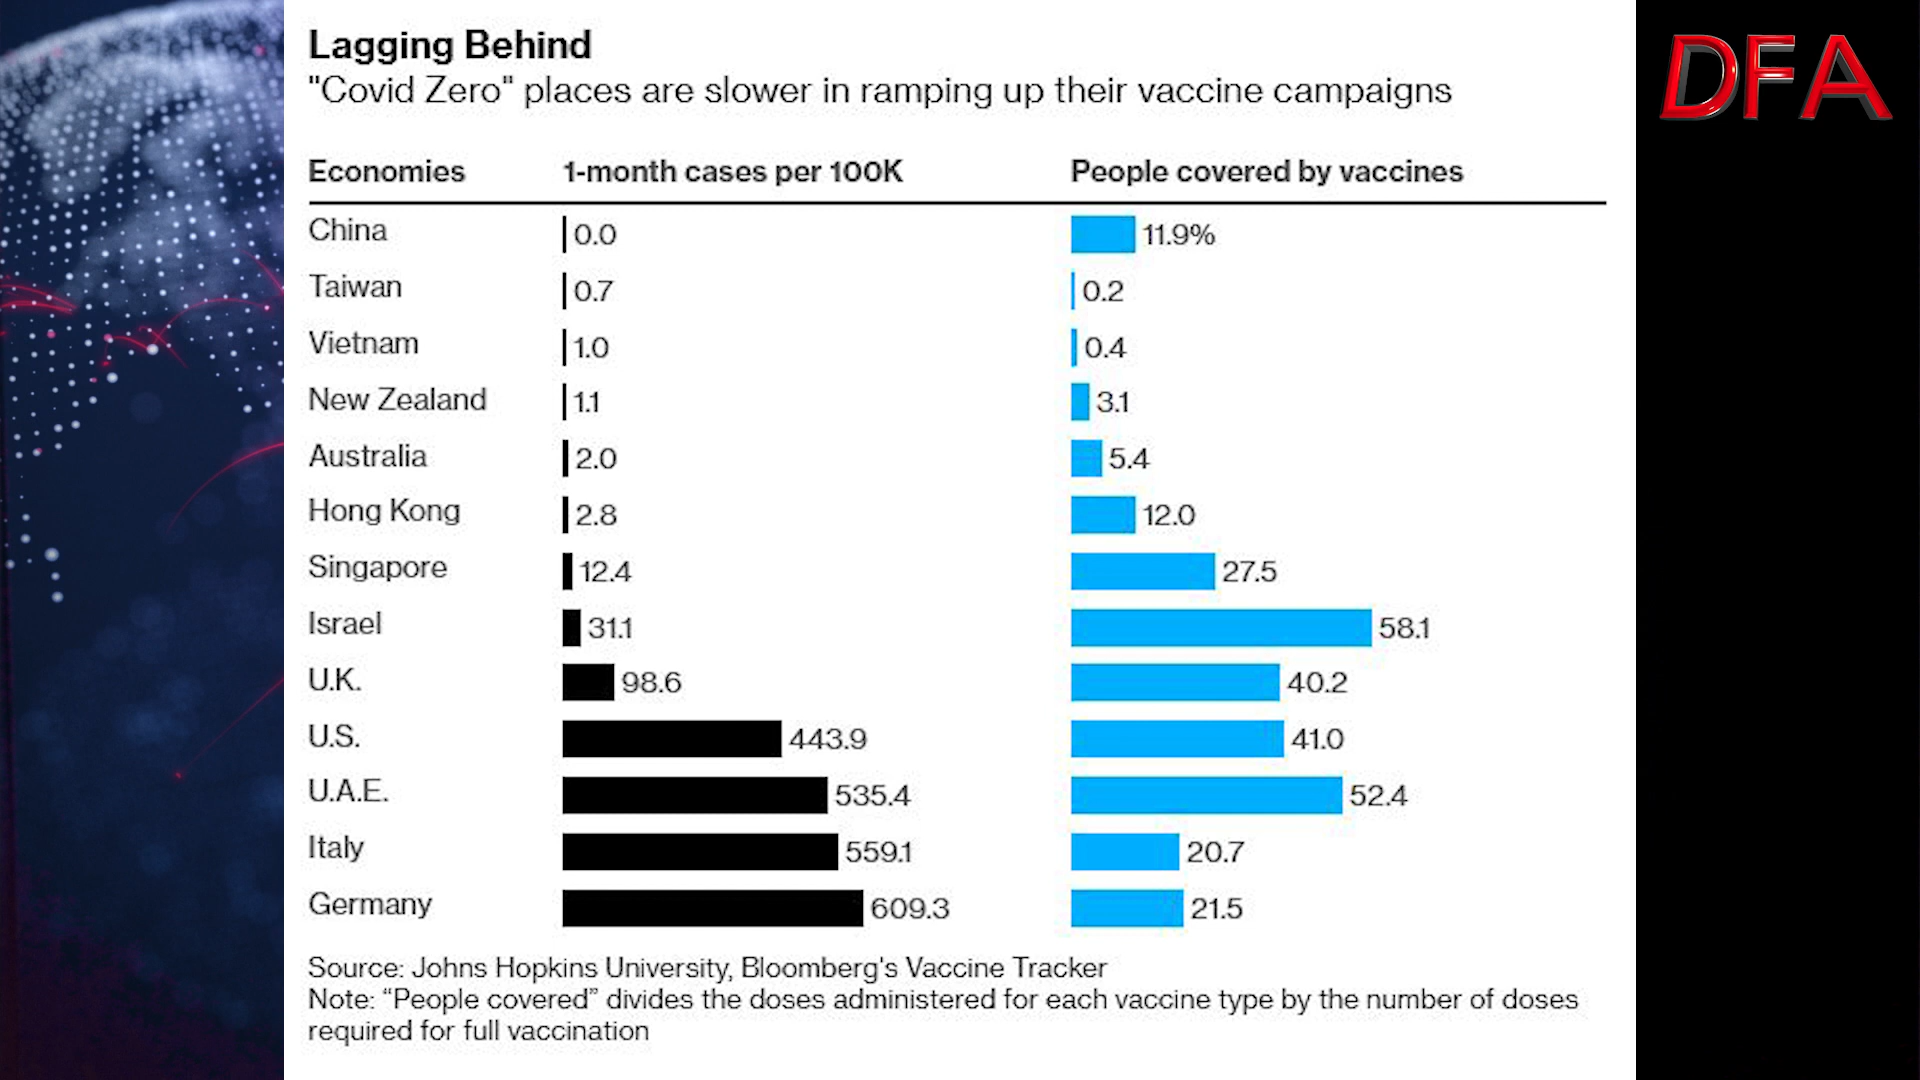 Lagging Behind
"Covid Zero" places are slower in ramping up their vaccine campaigns
DFA
Economies 1-month cases per 100K People covered by vaccines
China 0.0 11.9%
Taiwan 0.7 0.2
Vietnam 1.0 0.4
New Zealand 1.1 3.1
Australia 2.0 5.4
Hong Kong 2.8 12.0
Singapore 12.4 27.5
Israel 31.1 58.1
U.K. 98.6 40.2
U.S. 443.9 41.0
U.A.E. 535.4 52.4
Italy 559.1 20.7
Germany 609.3 21.5
Source: Johns Hopkins University, Bloomberg's Vaccine Tracker
Note: “People covered” divides the doses administered for each vaccine type by the number of doses
required for full vaccination